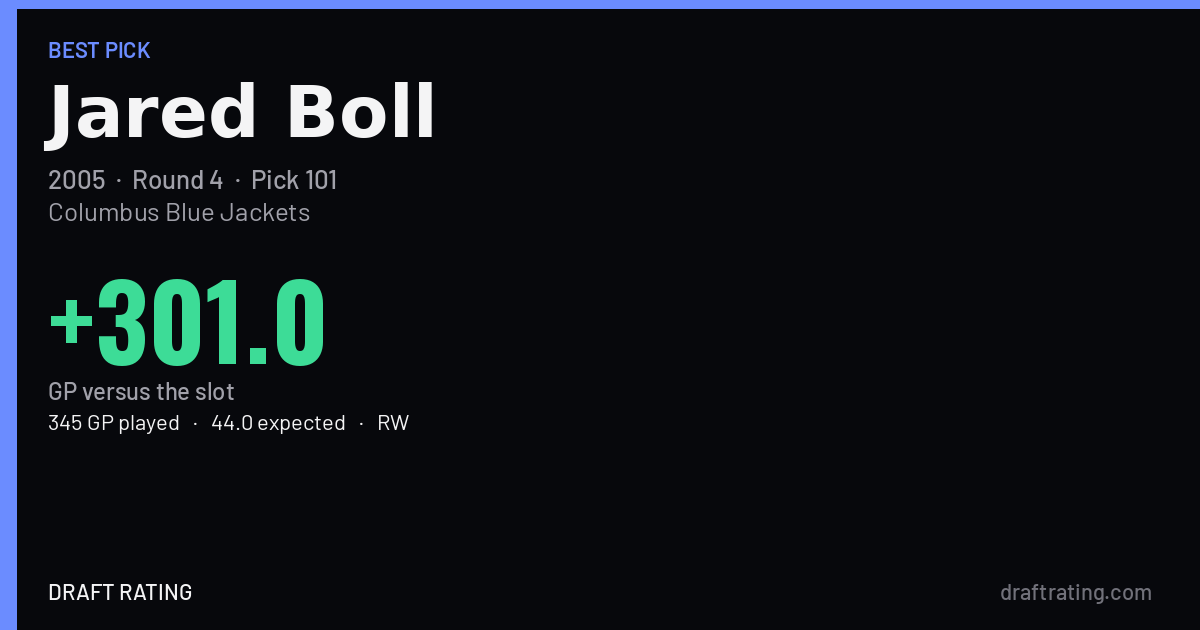 BEST PICK
Jared Boll
2005 · Round 4 · Pick 101
Columbus Blue Jackets
+301.0
GP versus the slot
345 GP played · 44.0 expected · RW
DRAFT RATING
draftrating.com